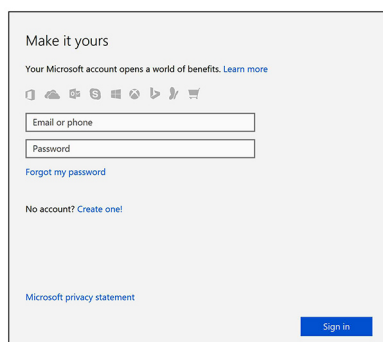 Make it yours
Your Microsoft account opens a world of benefits. Learn more
Email or phone
Password
Forgot my password
No account? Create one!
Microsoft privacy statement
Sign in